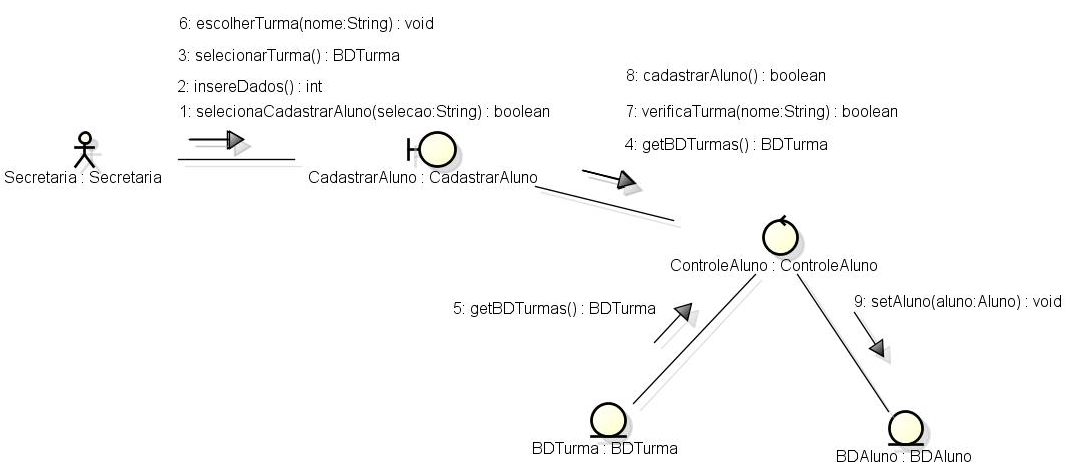 6: escolherTurma(nome:String) : void
3: selecionarTurma() : BDTurma
2: insereDados() : int
1: selecionaCadastrarAluno(selecao:String) : boolean
8: cadastrarAluno() : boolean
7: verificaTurma(nome:String) : boolean
4: getBDTurmas() : BDTurma
Secretaria : Secretaria
CadastrarAluno : CadastrarAluno
ControleAluno : ControleAluno
5: getBDTurmas() : BDTurma
9: setAluno(aluno:Aluno) : void
BDTurma : BDTurma
BDAluno : BDAluno